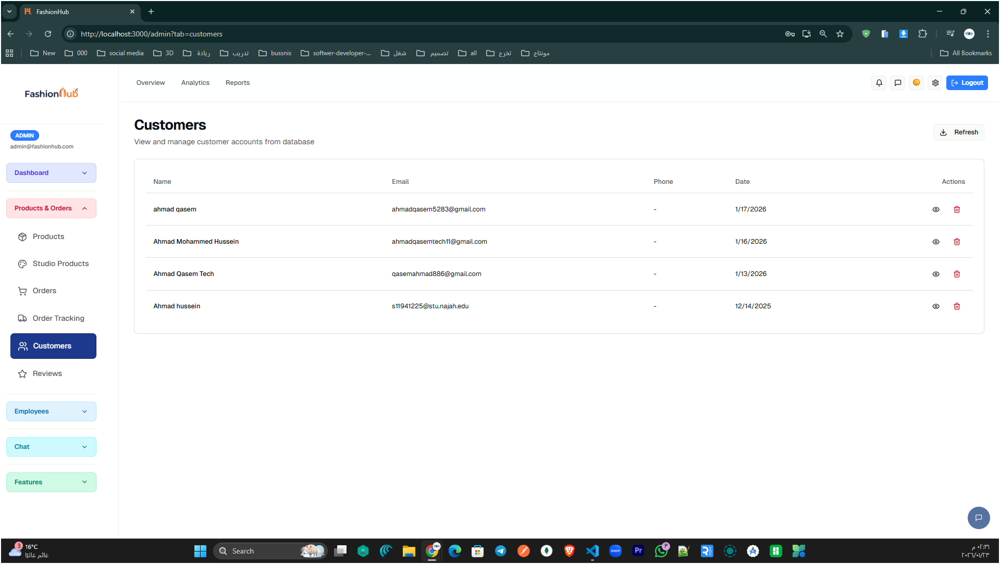 FashionHub
http://localhost:3000/admin?tab=customers
New
000
social media
3D
ريادة
تدريب
bussnis
softwer-developer-...
شغل
تصميم
all
تخرج
مونتاج
All Bookmarks
FashionHub
Overview
Analytics
Reports
Logout
ADMIN
admin@fashionhub.com
Dashboard
Products & Orders
Products
Studio Products
Orders
Order Tracking
Customers
Reviews
Employees
Chat
Features
Customers
View and manage customer accounts from database
Refresh
Name Email Phone Date Actions
ahmad qasem ahmadqasem5283@gmail.com - 1/17/2026
Ahmad Mohammed Hussein ahmadqasemtech11@gmail.com - 1/16/2026
Ahmad Qasem Tech qasemahmad886@gmail.com - 1/13/2026
Ahmad hussein s11941225@stu.najah.edu - 12/14/2025
3
16°C
غائم غالبًا
Search
zoom
Pr
٣
٠٢:٣١ م
٢٠٢٦/٠١/٢٣